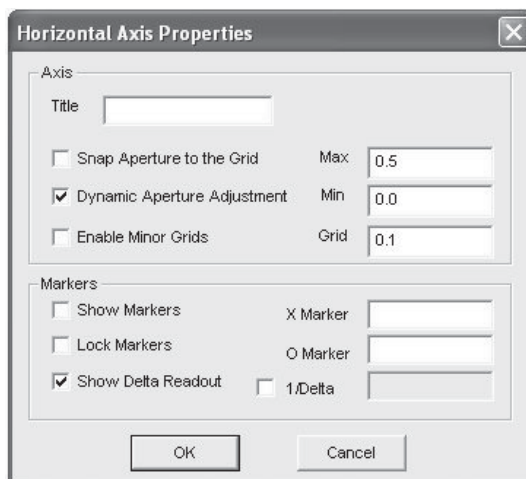 Horizontal Axis Properties
Axis
Title
Snap Aperture to the Grid Max 0.5
Dynamic Aperture Adjustment Min 0.0
Enable Minor Grids Grid 0.1
Markers
Show Markers X Marker
Lock Markers O Marker
Show Delta Readout 1/Delta
OK Cancel